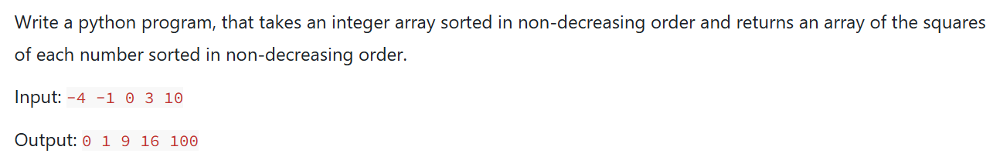 Write a python program, that takes an integer array sorted in non-decreasing order and returns an array of the squares
of each number sorted in non-decreasing order.
Input: -4 -1 0 3 10
Output: 0 1 9 16 100